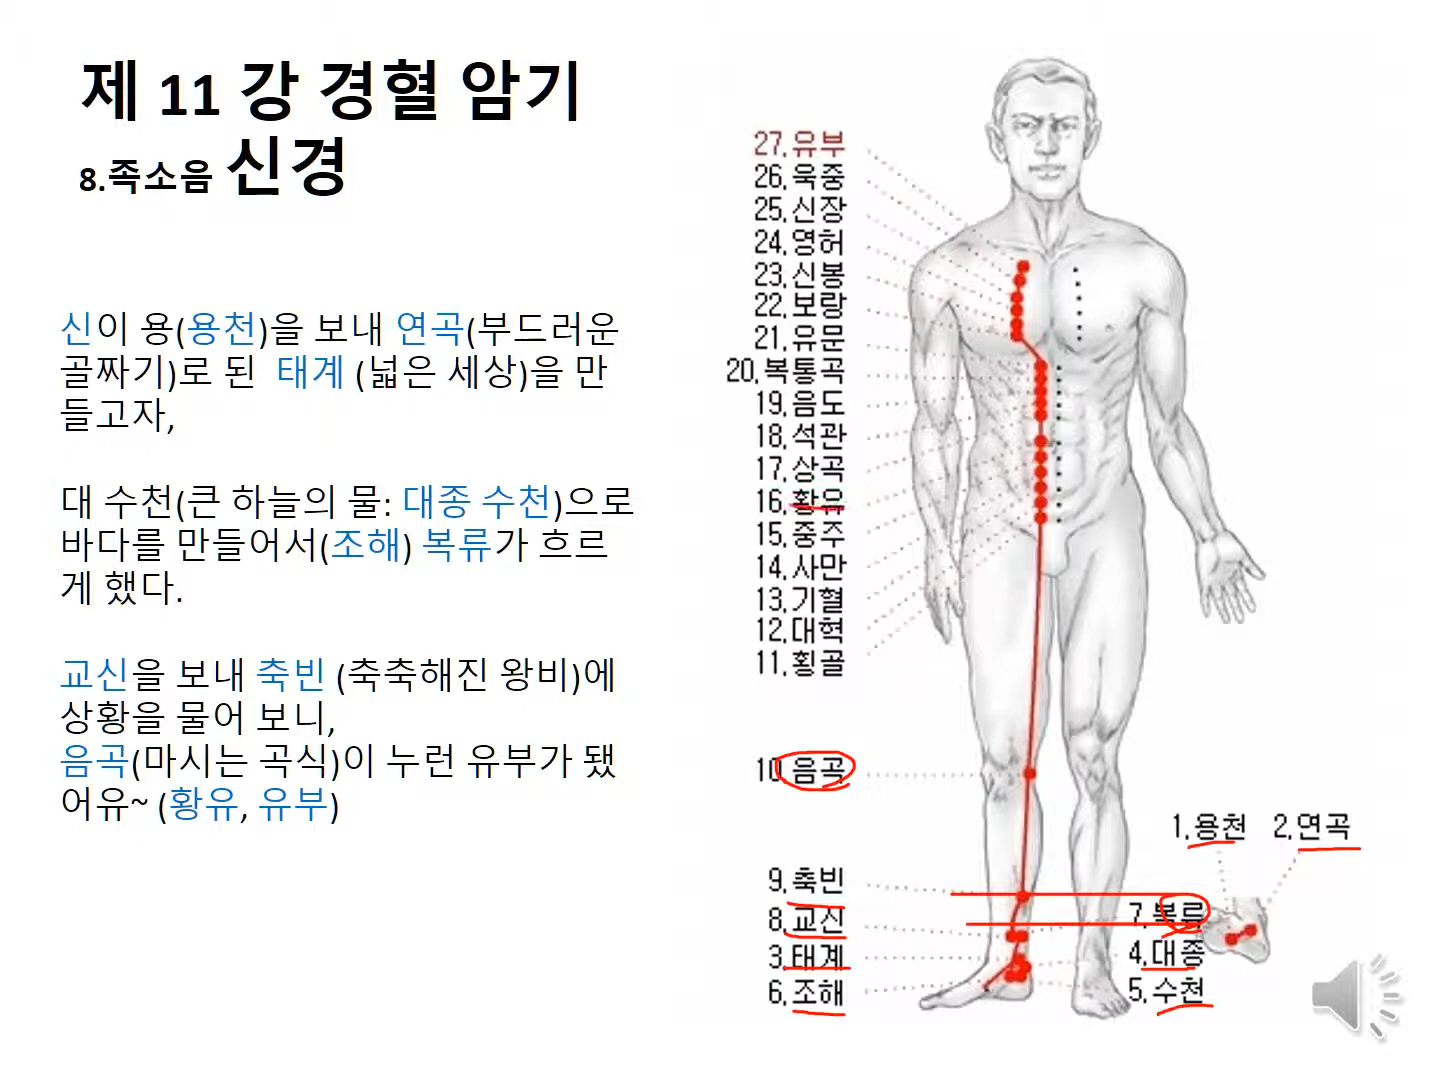 제 11 강 경혈 암기
8.족소음 신경
신이 용(용천)을 보내 연곡(부드러운
골짜기)로 된 태계 (넓은 세상)을 만
들고자,
대 수천(큰 하늘의 물: 대종 수천)으로
바다를 만들어서(조해) 복류가 흐르
게 했다.
교신을 보내 축빈 (축축해진 왕비)에
상황을 물어 보니,
음곡(마시는 곡식)이 누런 유부가 됐
어유~ (황유, 유부)
27.유부
26.욱중
25.신장
24.영허
23.신봉
22.보랑
21.유문
20.복통곡
19.음도
18.석관
17.상곡
16.황유
15.중주
14.사만
13.기혈
12.대혁
11.횡골
10.음곡
9.축빈
8.교신
3.태계
6.조해
1.용천 2.연곡
7.복류
4.대종
5.수천